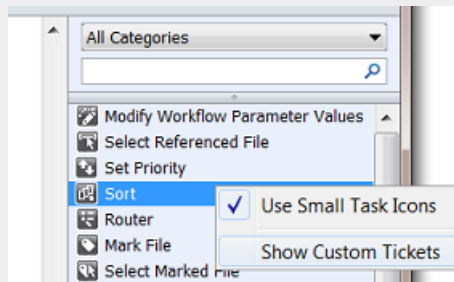 All Categories
Modify Workflow Parameter Values
Select Referenced File
Set Priority
Sort
Use Small Task Icons
Router
Mark File
Show Custom Tickets
Select Marked File